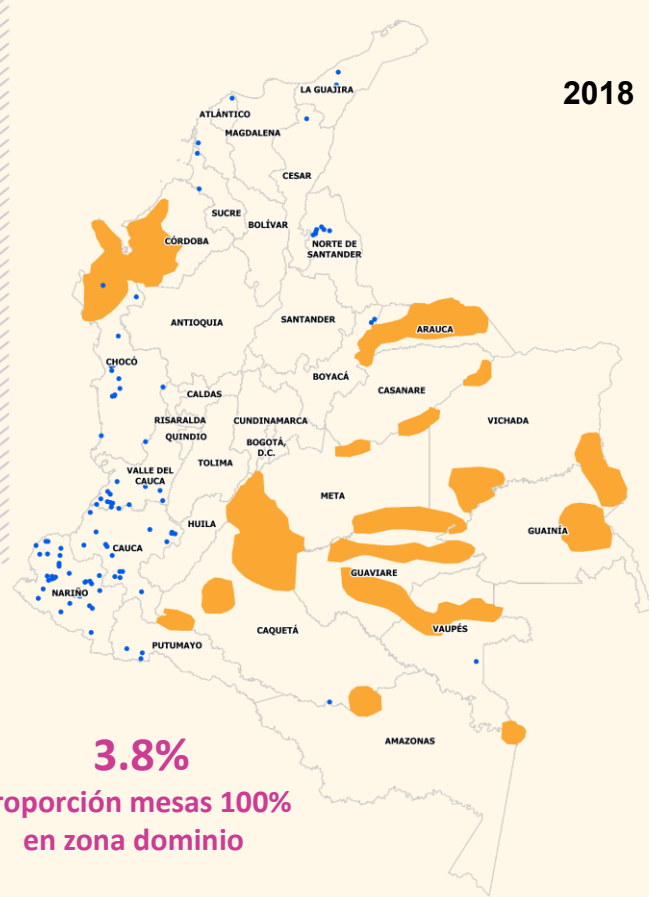 2018
LA GUAJIRA
ATLÁNTICO
MAGDALENA
CESAR
SUCRE
BOLÍVAR
CÓRDOBA
NORTE DE
SANTANDER
ANTIOQUIA
SANTANDER
ARAUCA
CHOCÓ
BOYACÁ
CASANARE
CALDAS
RISARALDA
CUNDINAMARCA
VICHADA
QUINDIO
BOGOTÁ,
D.C.
TOLIMA
VALLE DEL
CAUCA
META
HUILA
GUAINÍA
CAUCA
GUAVIARE
NARIÑO
CAQUETÁ
VAUPÉS
PUTUMAYO
AMAZONAS
3.8%
roporción mesas 100%
en zona dominio